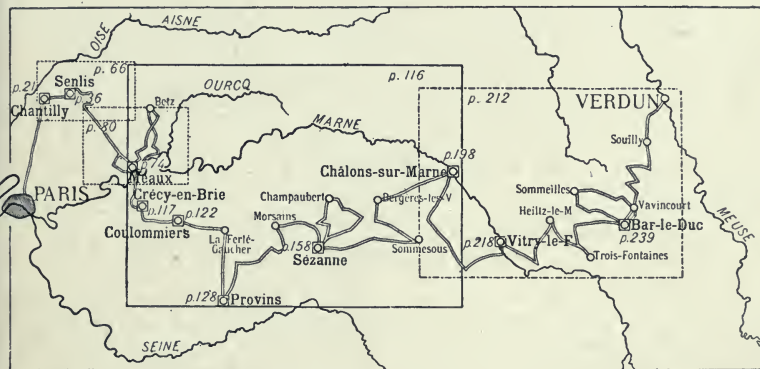 AISNE
OISE
p. 66
p. 116
p.21
Senlis
p.36
Chantilly
OURCQ
Betz
p. 212
VERDUN
p.80
MARNE
p.74
Meaux
Souilly
Châlons-sur-Marne
p.198
PARIS
Crécy-en-Brie
p.117
p.122
Coulommiers
Champaubert
Bergères-les-V
Sommeilles
Vavincourt
Heiltz-le-M
Morsains
La Ferté-
Gaucher
p.158
Sézanne
Sommesous
p.218
Vitry-le-F.
Bar-le-Duc
p.239
Trois-Fontaines
MEUSE
p.128
Provins
SEINE